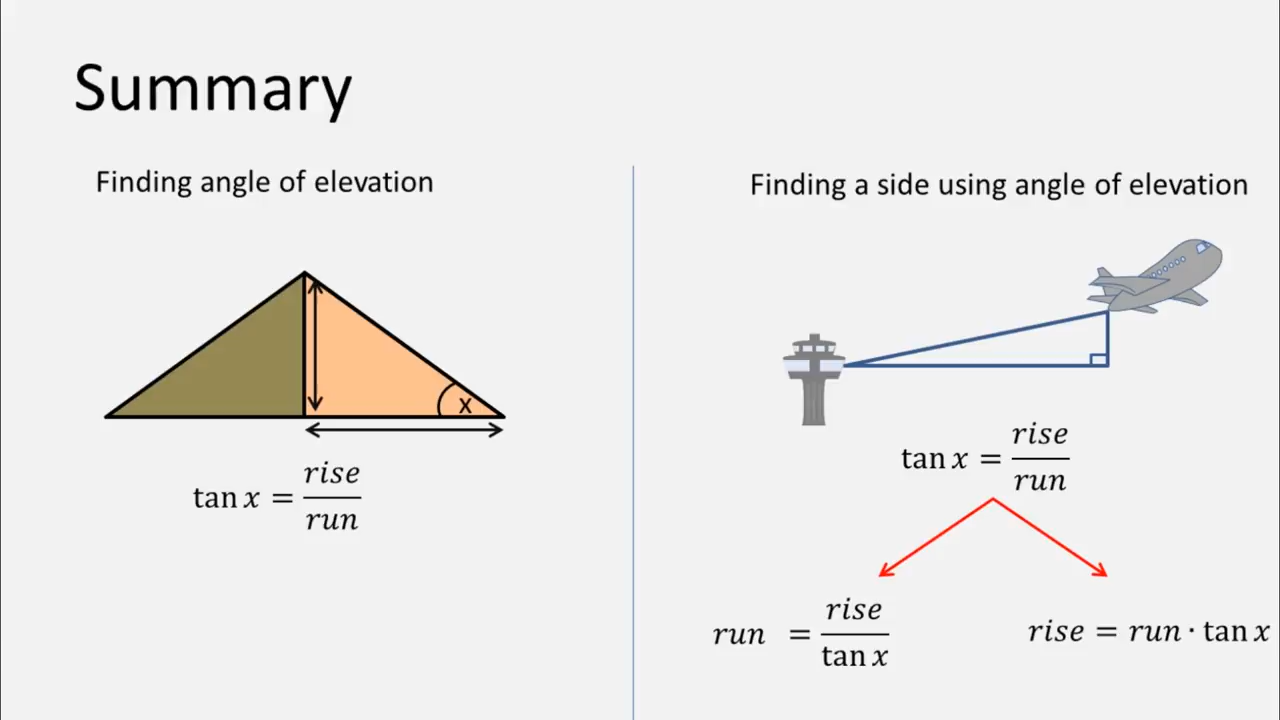 Summary
Finding angle of elevation
x
tan x = rise/run
Finding a side using angle of elevation
tan x = rise/run
run = rise/tan x
rise = run · tan x